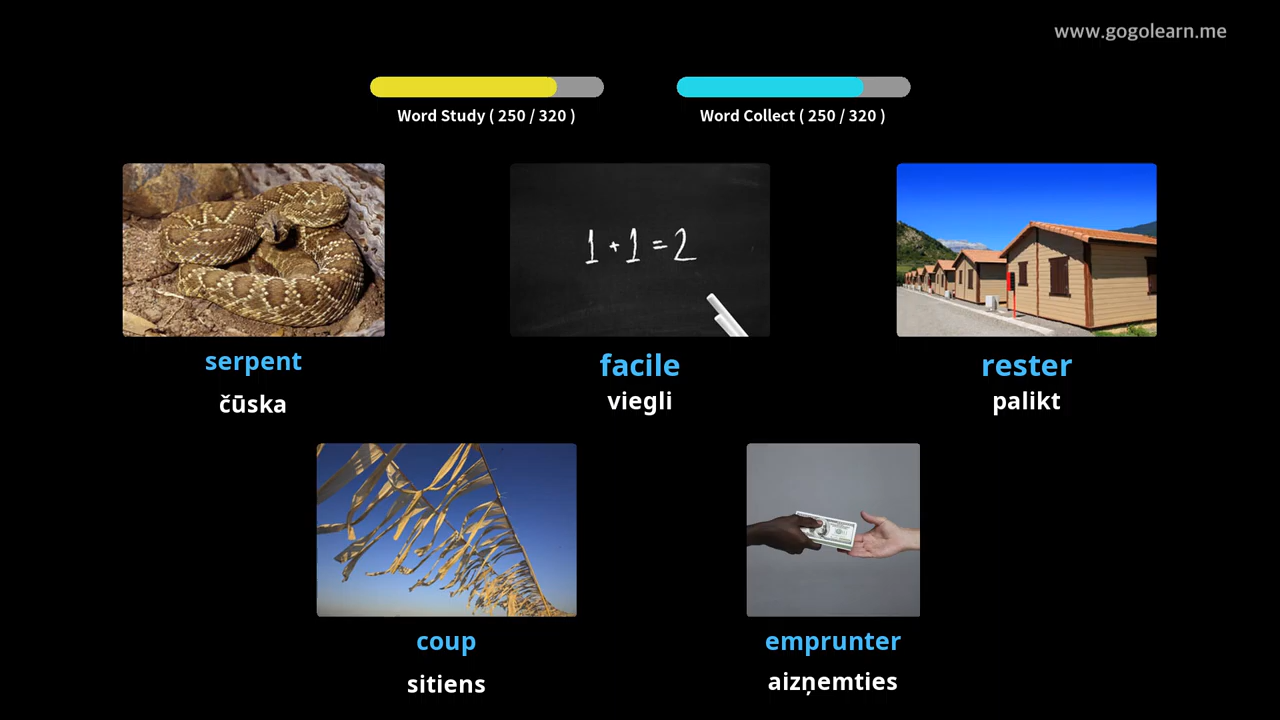 www.gogolearn.me
Word Study ( 250 / 320 )
Word Collect ( 250 / 320 )
1 + 1 = 2
serpent
facile
rester
čūska
viegli
palikt
coup
emprunter
sitiens
aizņemties